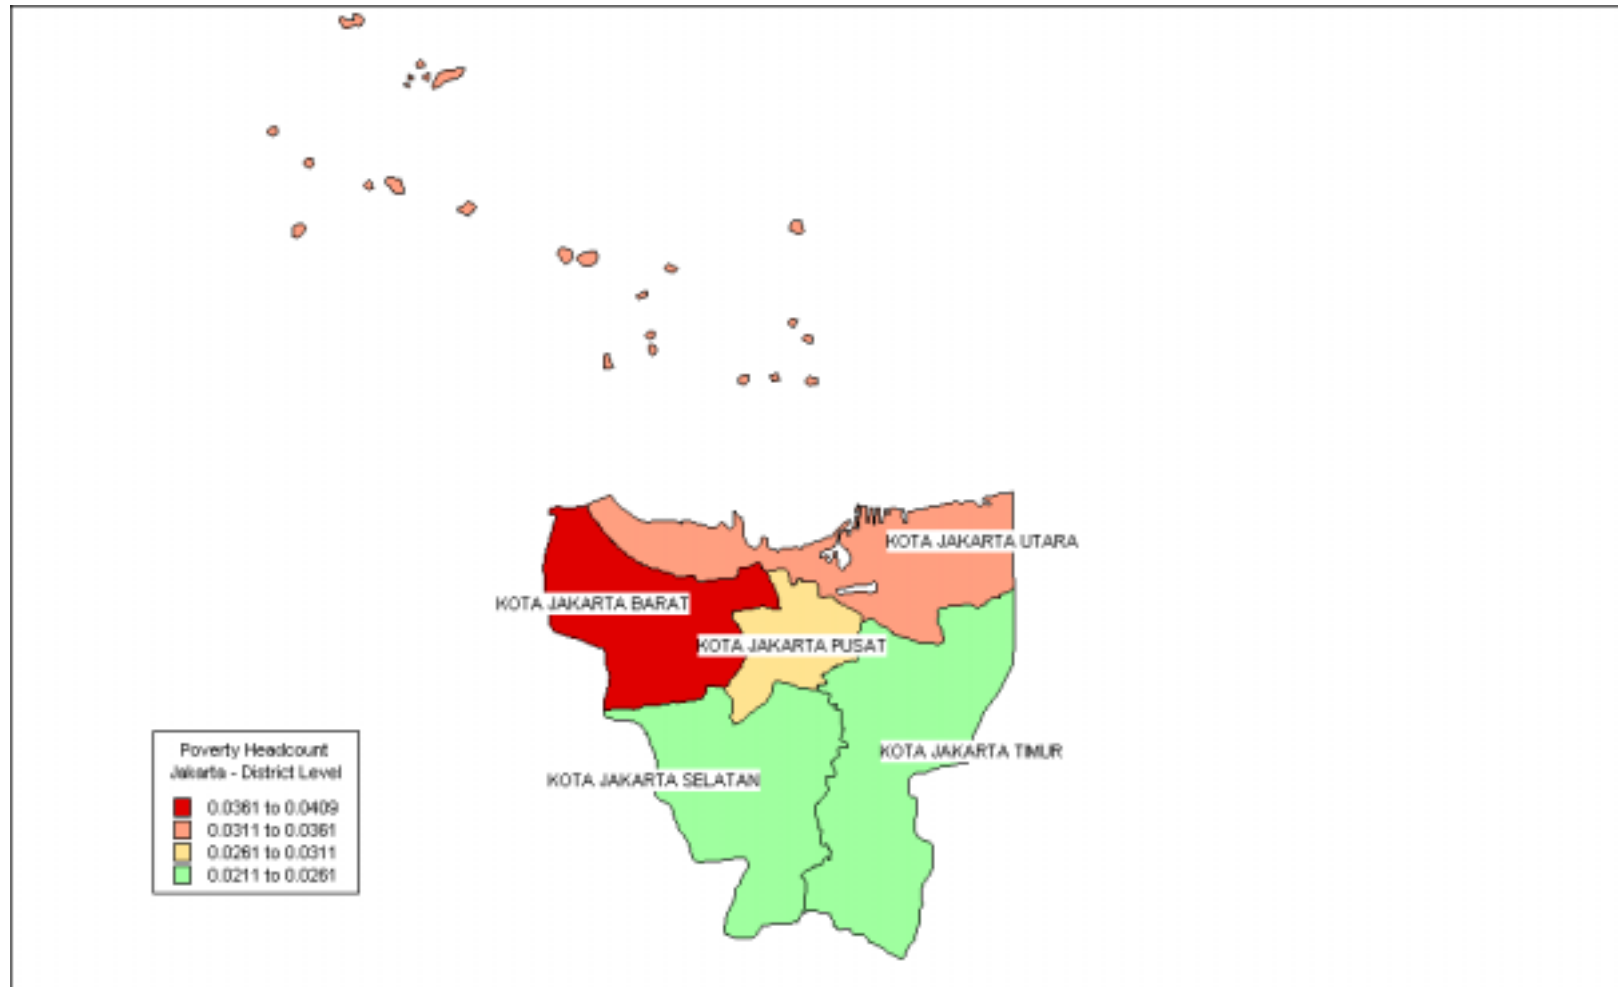 KOTA JAKARTA UTARA
KOTA JAKARTA BARAT
KOTA JAKARTA PUSAT
KOTA JAKARTA TIMUR
KOTA JAKARTA SELATAN
Poverty Headcount
Jakarta - District Level
0.0361 to 0.0409
0.0311 to 0.0361
0.0261 to 0.0311
0.0211 to 0.0261